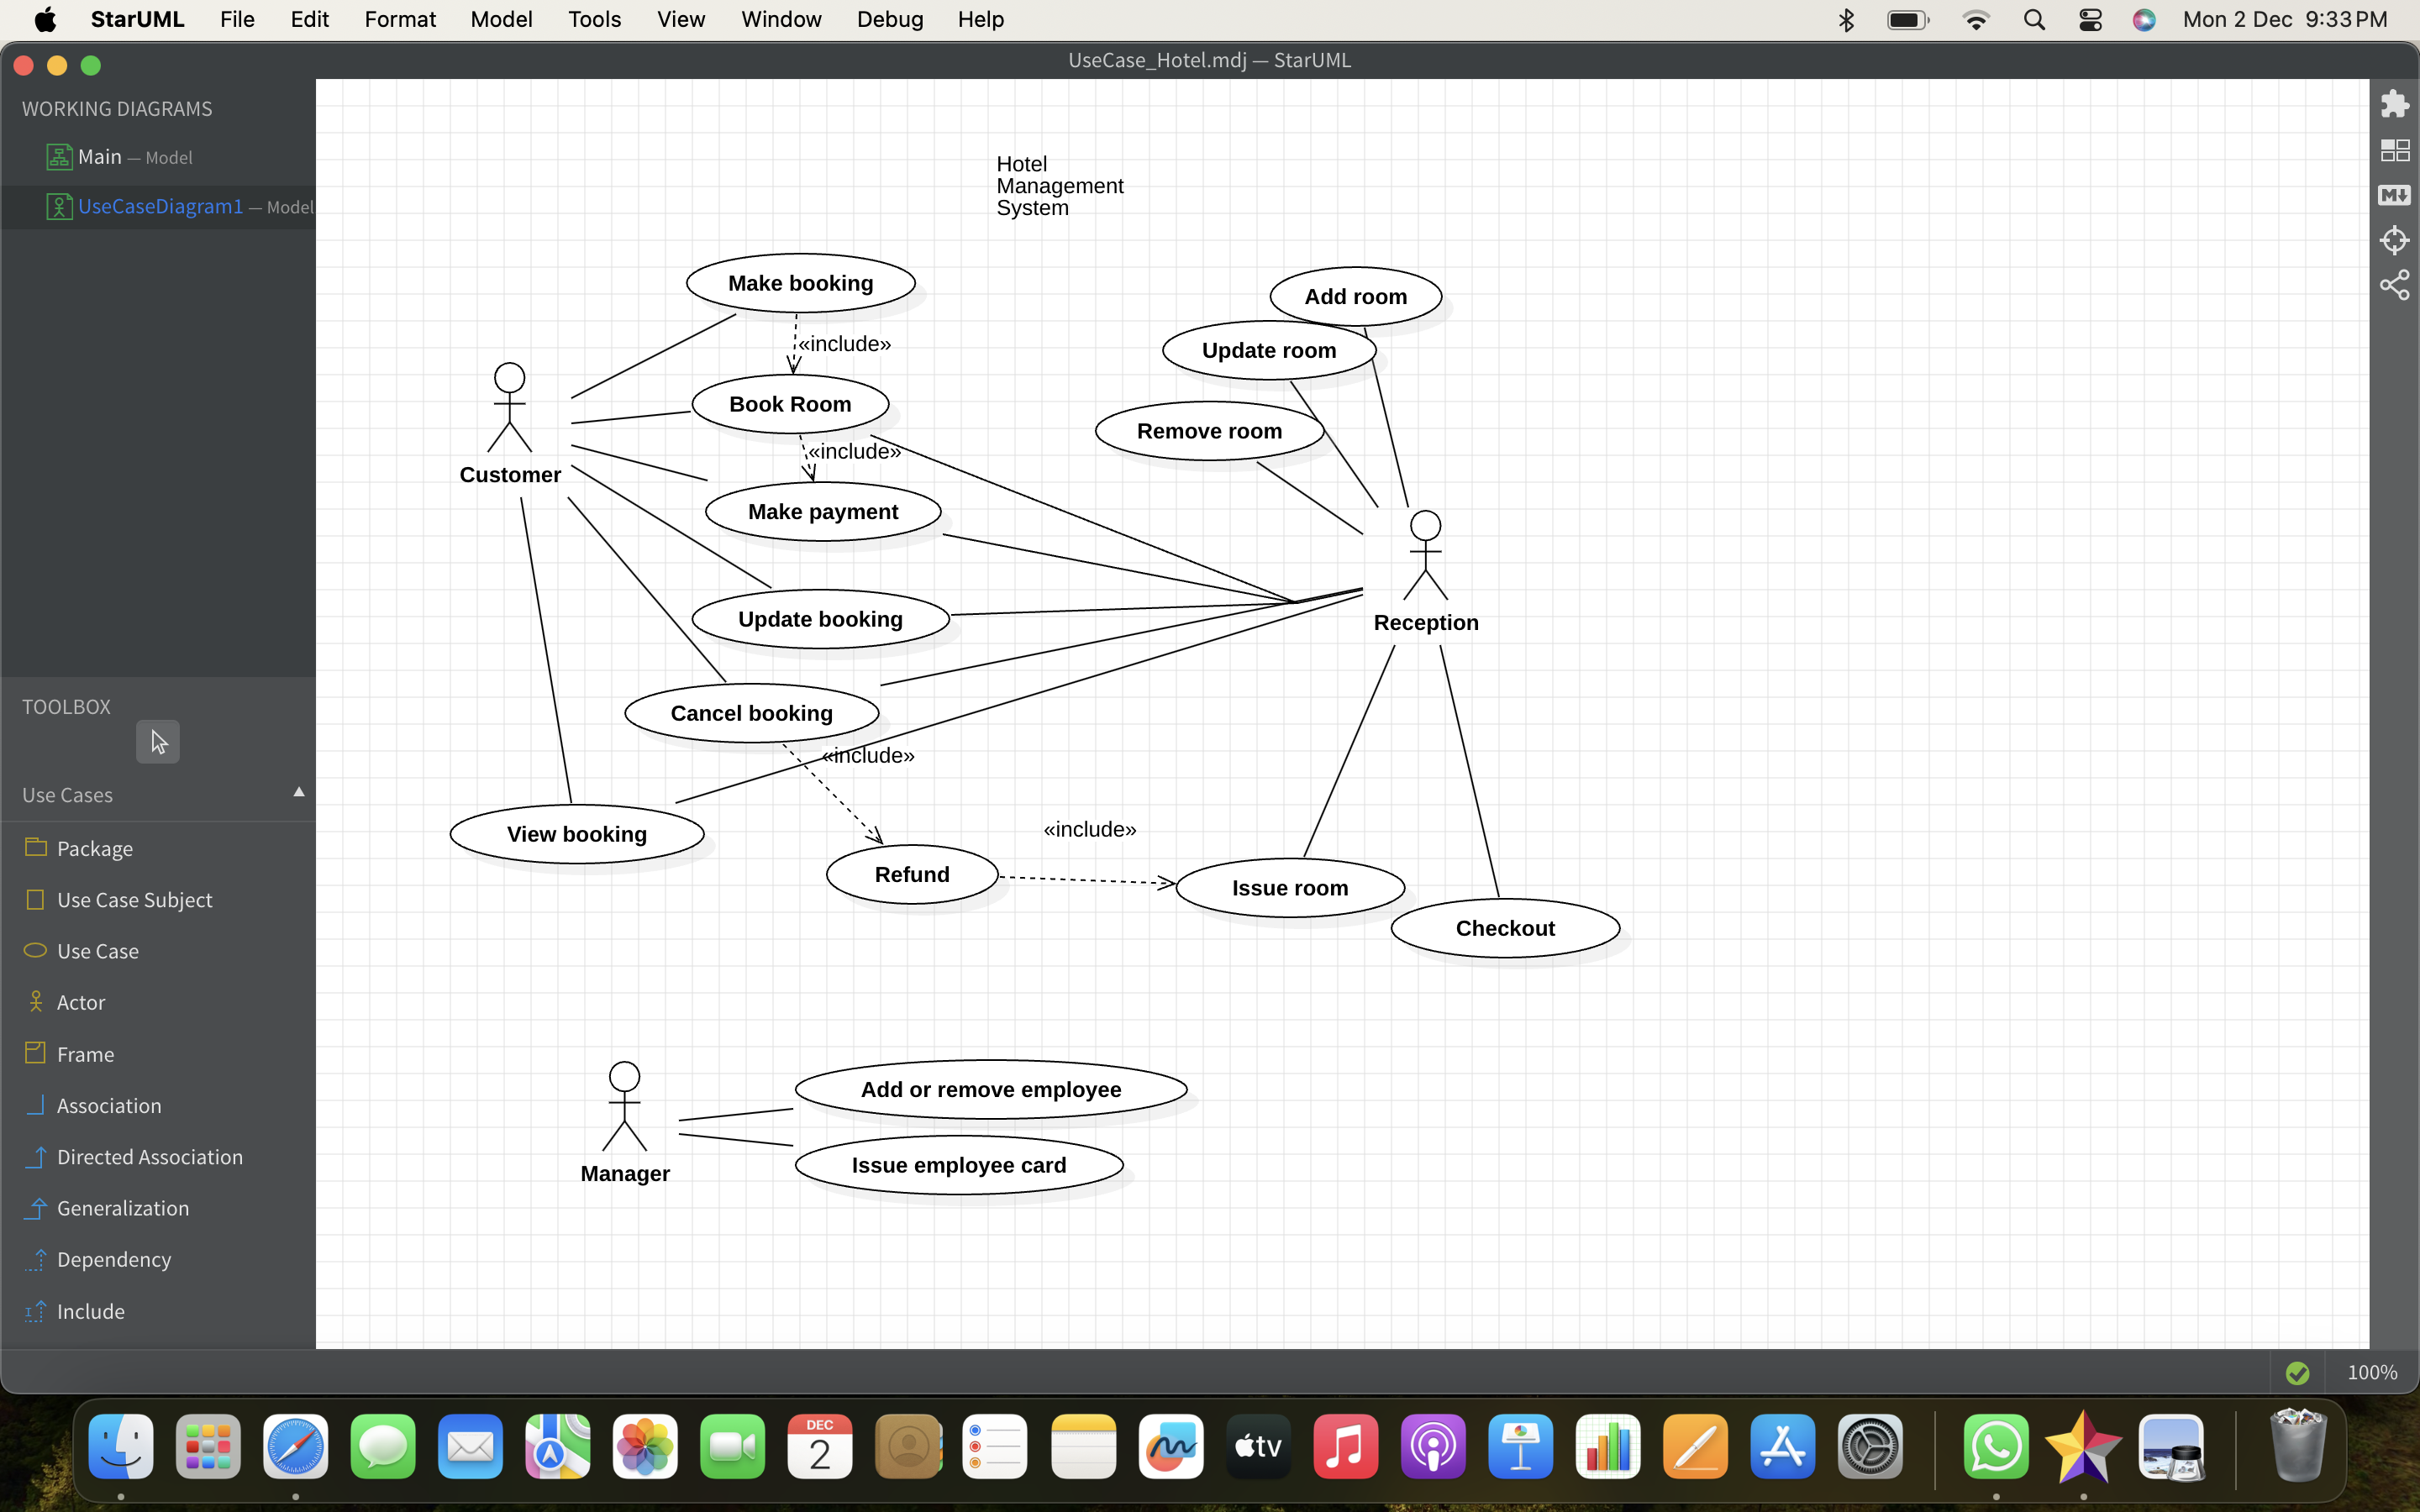 StarUML File Edit Format Model Tools View Window Debug Help Mon 2 Dec 9:33 PM
UseCase_Hotel.mdj — StarUML
WORKING DIAGRAMS
Main — Model
UseCaseDiagram1 — Model
TOOLBOX
Use Cases
Package
Use Case Subject
Use Case
Actor
Frame
Association
Directed Association
Generalization
Dependency
Include
Hotel
Management
System
Make booking
«include»
Book Room
«include»
Make payment
Update booking
Cancel booking
«include»
View booking
Refund
«include»
Issue room
Checkout
Customer
Add room
Update room
Remove room
Reception
Manager
Add or remove employee
Issue employee card
M
100%
DEC
2
tv